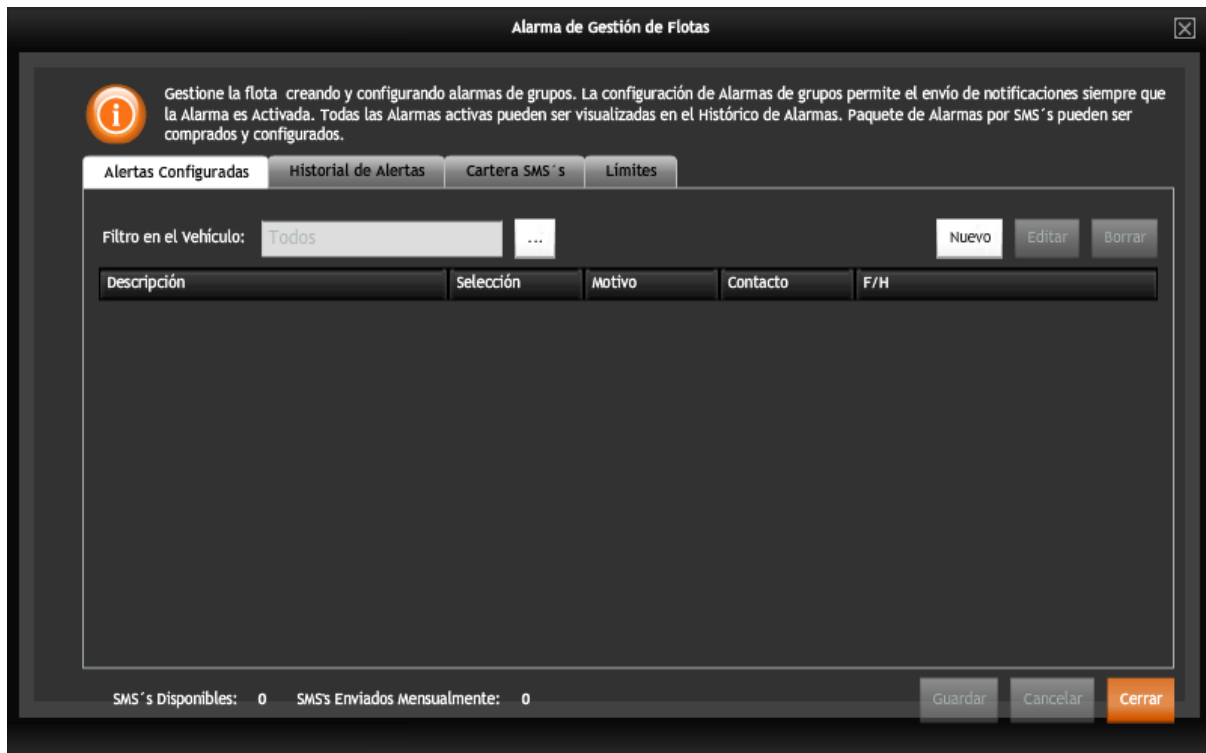 Alarma de Gestión de Flotas
Gestione la flota creando y configurando alarmas de grupos. La configuración de Alarmas de grupos permite el envío de notificaciones siempre que
la Alarma es Activada. Todas las Alarmas activas pueden ser visualizadas en el Histórico de Alarmas. Paquete de Alarmas por SMS´s pueden ser
comprados y configurados.
Alertas Configuradas Historial de Alertas Cartera SMS´s Límites
Filtro en el Vehículo: Todos ... Nuevo Editar Borrar
Descripción Selección Motivo Contacto F/H
SMS´s Disponibles: 0 SMS's Enviados Mensualmente: 0 Guardar Cancelar Cerrar